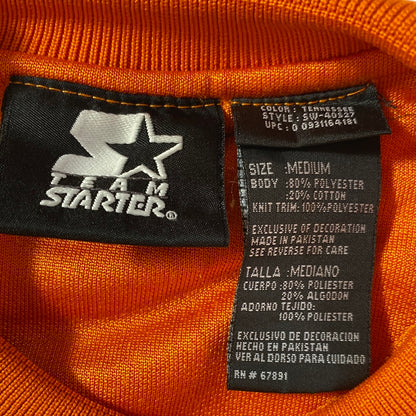 TEAM
STARTER®
COLOR : TENNESSEE
STYLE : SW-40527
UPC : 0 0931164181
SIZE :MEDIUM
BODY :80% POLYESTER
:20% COTTON
KNIT TRIM: 100% POLYESTER
EXCLUSIVE OF DECORATION
MADE IN PAKISTAN
SEE REVERSE FOR CARE
TALLA :MEDIANO
CUERPO :80% POLIESTER
20% ALGODON
ADORNO TEJIDO:
100% POLIESTER
EXCLUSIVO DE DECORACION
HECHO EN PAKISTAN
VER AL DORSO PARA CUIDADO
RN # 67891